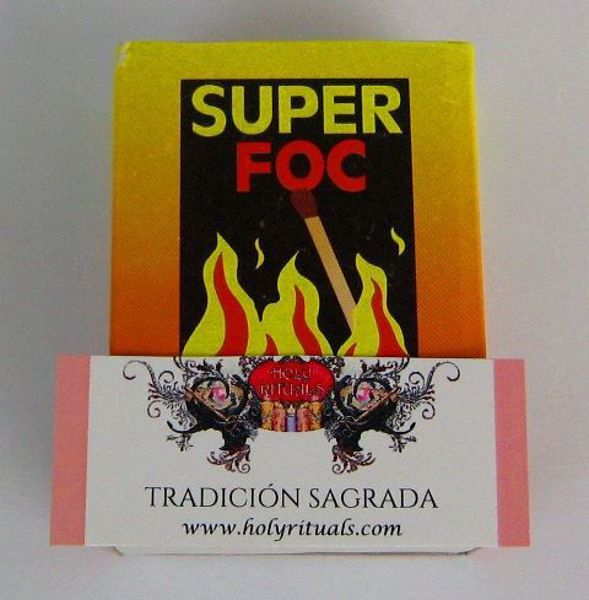 SUPER
FOC
HOLY
RITUALS
TRADICIÓN SAGRADA
www.holyrituals.com